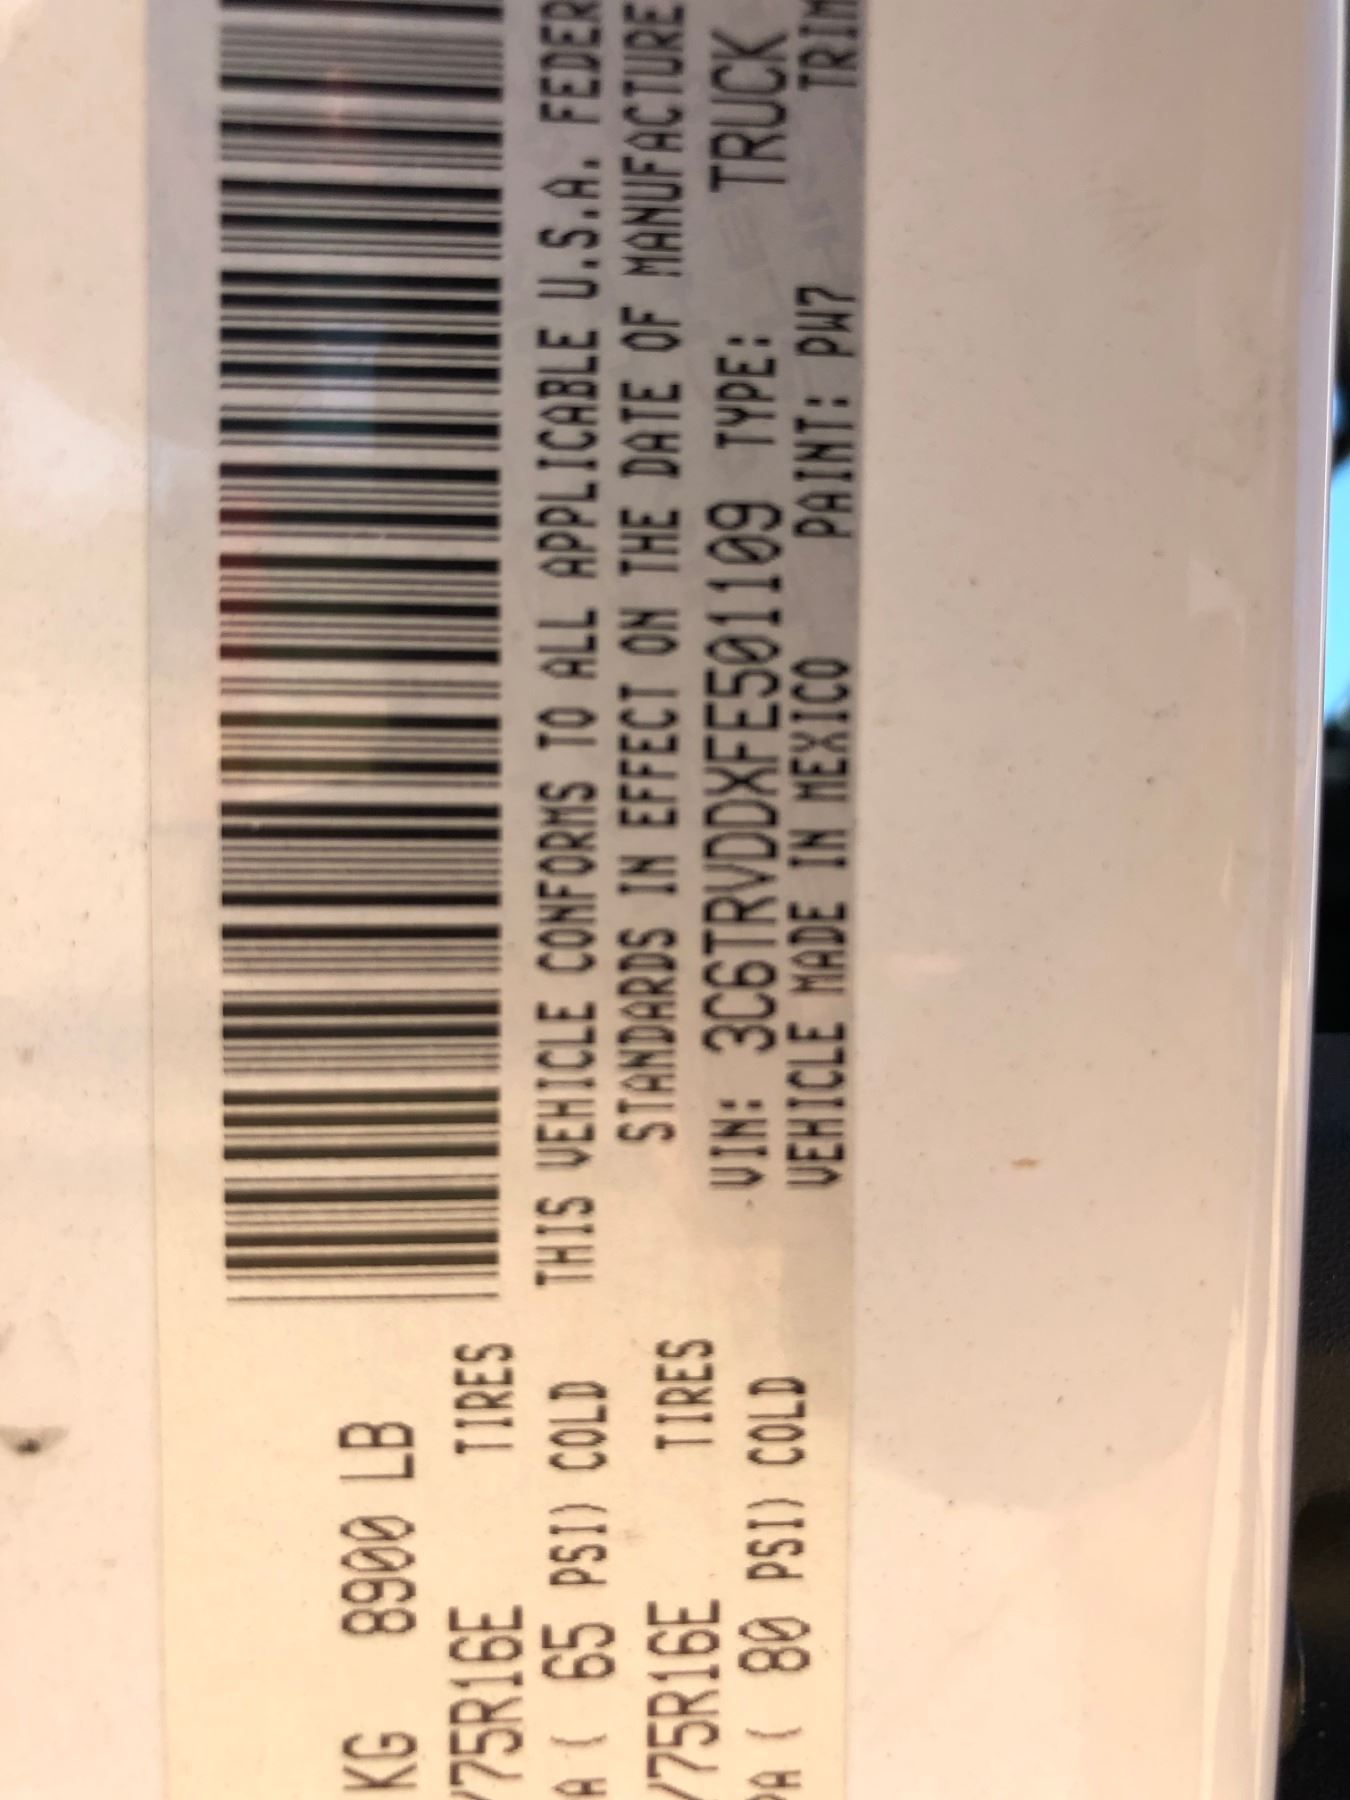 KG 8900 LB
/75R16E TIRES
A ( 65 PSI) COLD
/75R16E TIRES
PA ( 80 PSI) COLD
THIS VEHICLE CONFORMS TO ALL APPLICABLE U.S.A. FEDER
STANDARDS IN EFFECT ON THE DATE OF MANUFACTURE
VIN: 3C6TRVDDXFE501109 TYPE: TRUCK
VEHICLE MADE IN MEXICO PAINT: PW7 TRIM